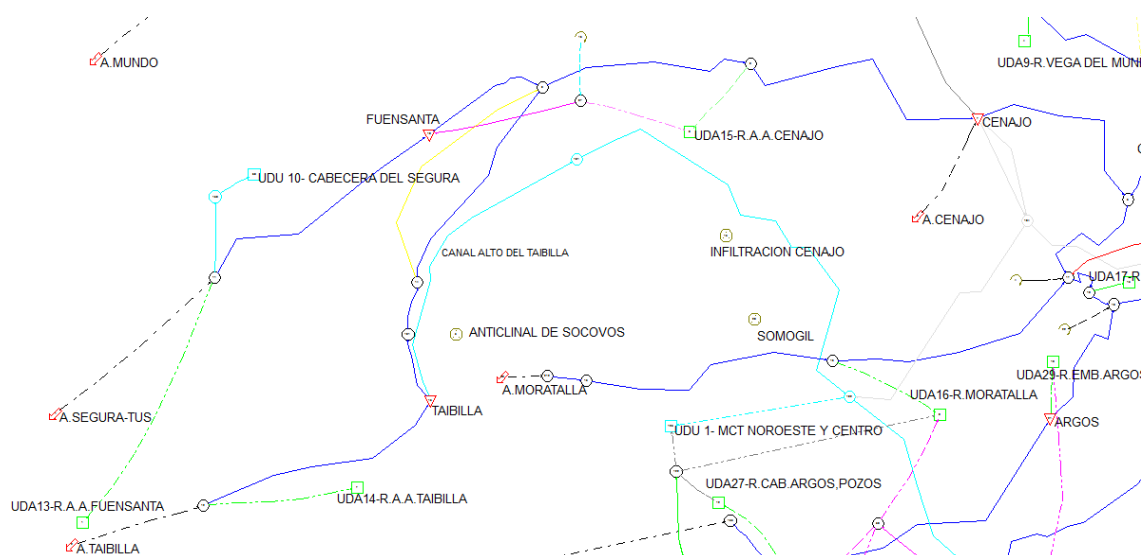 A.MUNDO
UDA9-R.VEGA DEL MUN
FUENSANTA
CENAJO
UDA15-R.A.A.CENAJO
UDU 10- CABECERA DEL SEGURA
A.CENAJO
CANAL ALTO DEL TAIBILLA
INFILTRACION CENAJO
UDA17-R
ANTICLINAL DE SOCOVOS
SOMOGIL
UDA29-R.EMB.ARGOS
A.MORATALLA
UDA16-R.MORATALLA
A.SEGURA-TUS
TAIBILLA
ARGOS
UDU 1- MCT NOROESTE Y CENTRO
UDA27-R.CAB.ARGOS,POZOS
UDA14-R.A.A.TAIBILLA
UDA13-R.A.A.FUENSANTA
A.TAIBILLA